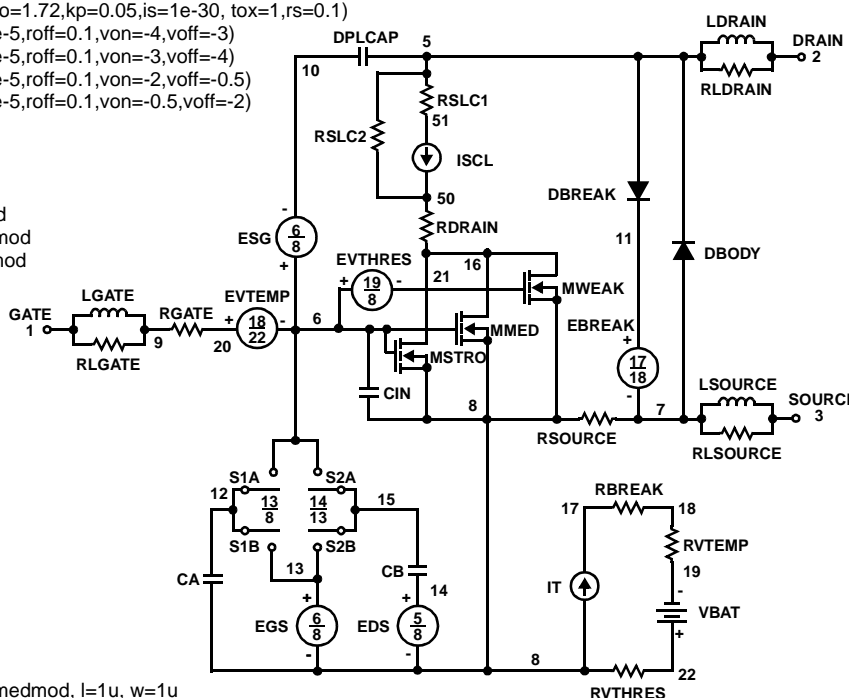 o=1.72,kp=0.05,is=1e-30, tox=1,rs=0.1)
e-5,roff=0.1,von=-4,voff=-3)
e-5,roff=0.1,von=-3,voff=-4)
e-5,roff=0.1,von=-2,voff=-0.5)
e-5,roff=0.1,von=-0.5,voff=-2)
d
mod
mod
LDRAIN
DPLCAP 5
DRAIN
2
10
RLDRAIN
RSLC1
51
RSLC2
ISCL
50
DBREAK
RDRAIN
-
ESG 6/8
+
11
DBODY
EVTHRES
16
21
+ 19/8 -
MWEAK
LGATE
EVTEMP
GATE
1
RGATE
+ 18/22 -
6
MMED
EBREAK
+
9
20
MSTRO
17/18
-
RLGATE
LSOURCE
CIN
8
7
SOURCE
3
RSOURCE
RLSOURCE
S1A
S2A
12
13/8
14/13
15
S1B
S2B
RBREAK
17
18
RVTEMP
13
CB
19
CA
14
IT
-
VBAT
+
+
EGS 6/8
-
+
EDS 5/8
-
8
22
RVTHRES
medmod, l=1u, w=1u